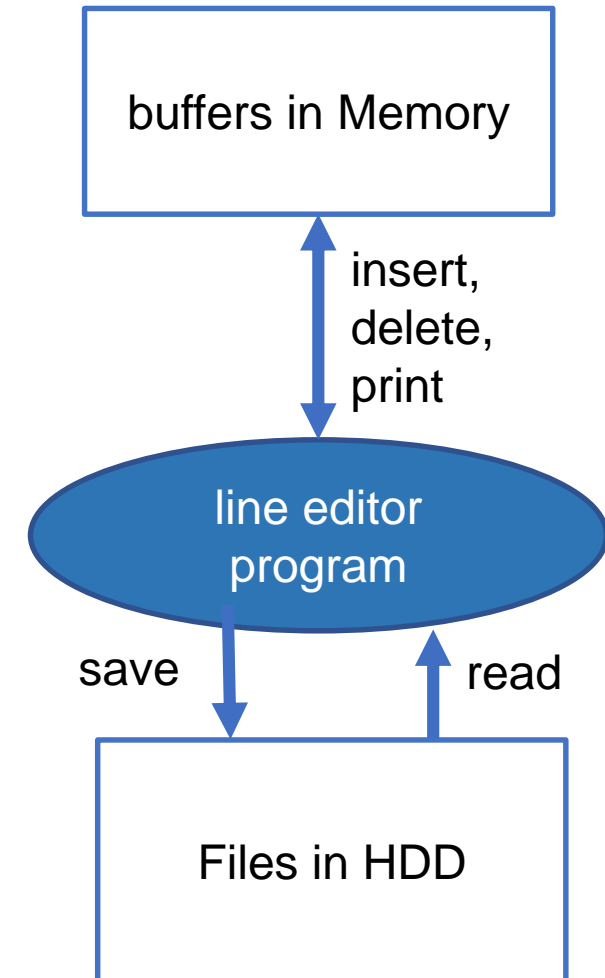 buffers in Memory
insert,
delete,
print
line editor
program
save
read
Files in HDD